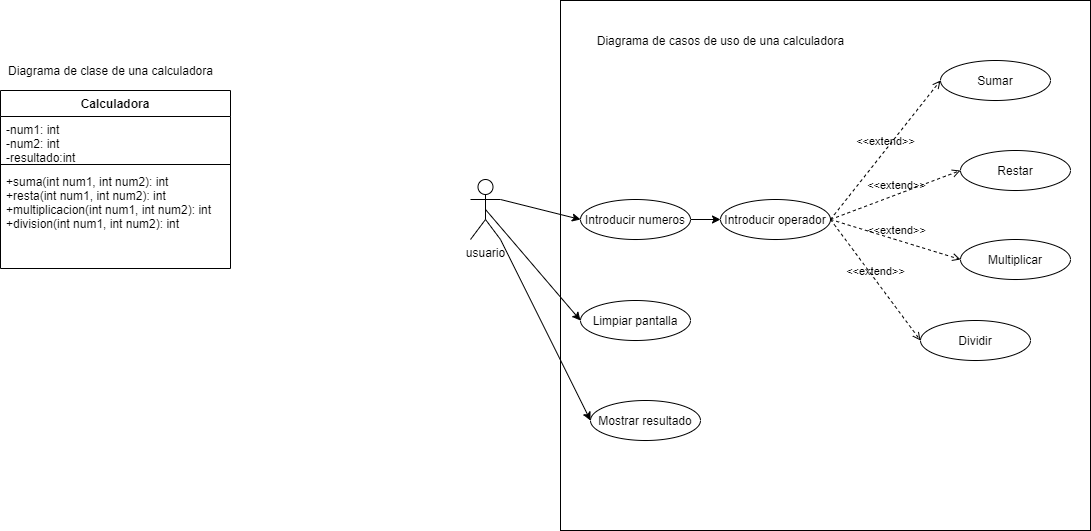 Diagrama de clase de una calculadora
Calculadora
-num1: int
-num2: int
-resultado:int
+suma(int num1, int num2): int
+resta(int num1, int num2): int
+multiplicacion(int num1, int num2): int
+division(int num1, int num2): int
usuario
Diagrama de casos de uso de una calculadora
Introducir numeros
Introducir operador
Limpiar pantalla
Mostrar resultado
<<extend>>
<<extend>>
<<extend>>
<<extend>>
Sumar
Restar
Multiplicar
Dividir